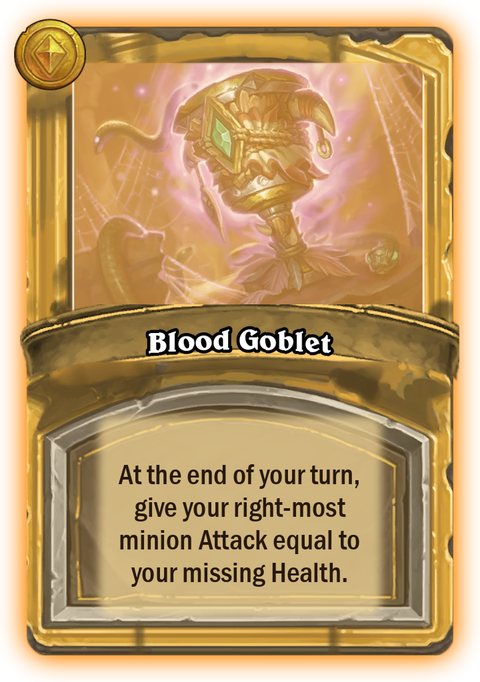 Blood Goblet
At the end of your turn,
give your right-most
minion Attack equal to
your missing Health.